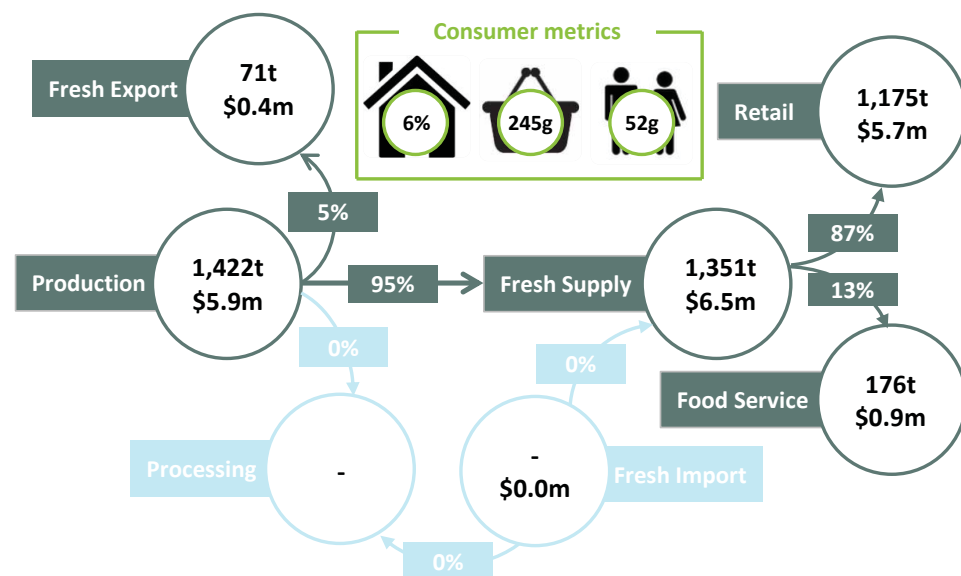 Consumer metrics
6%
245g
52g
Fresh Export
71t
$0.4m
Retail
1,175t
$5.7m
5%
87%
Production
1,422t
$5.9m
95%
Fresh Supply
1,351t
$6.5m
13%
0%
0%
Food Service
176t
$0.9m
Processing
-
-
$0.0m
Fresh Import
0%